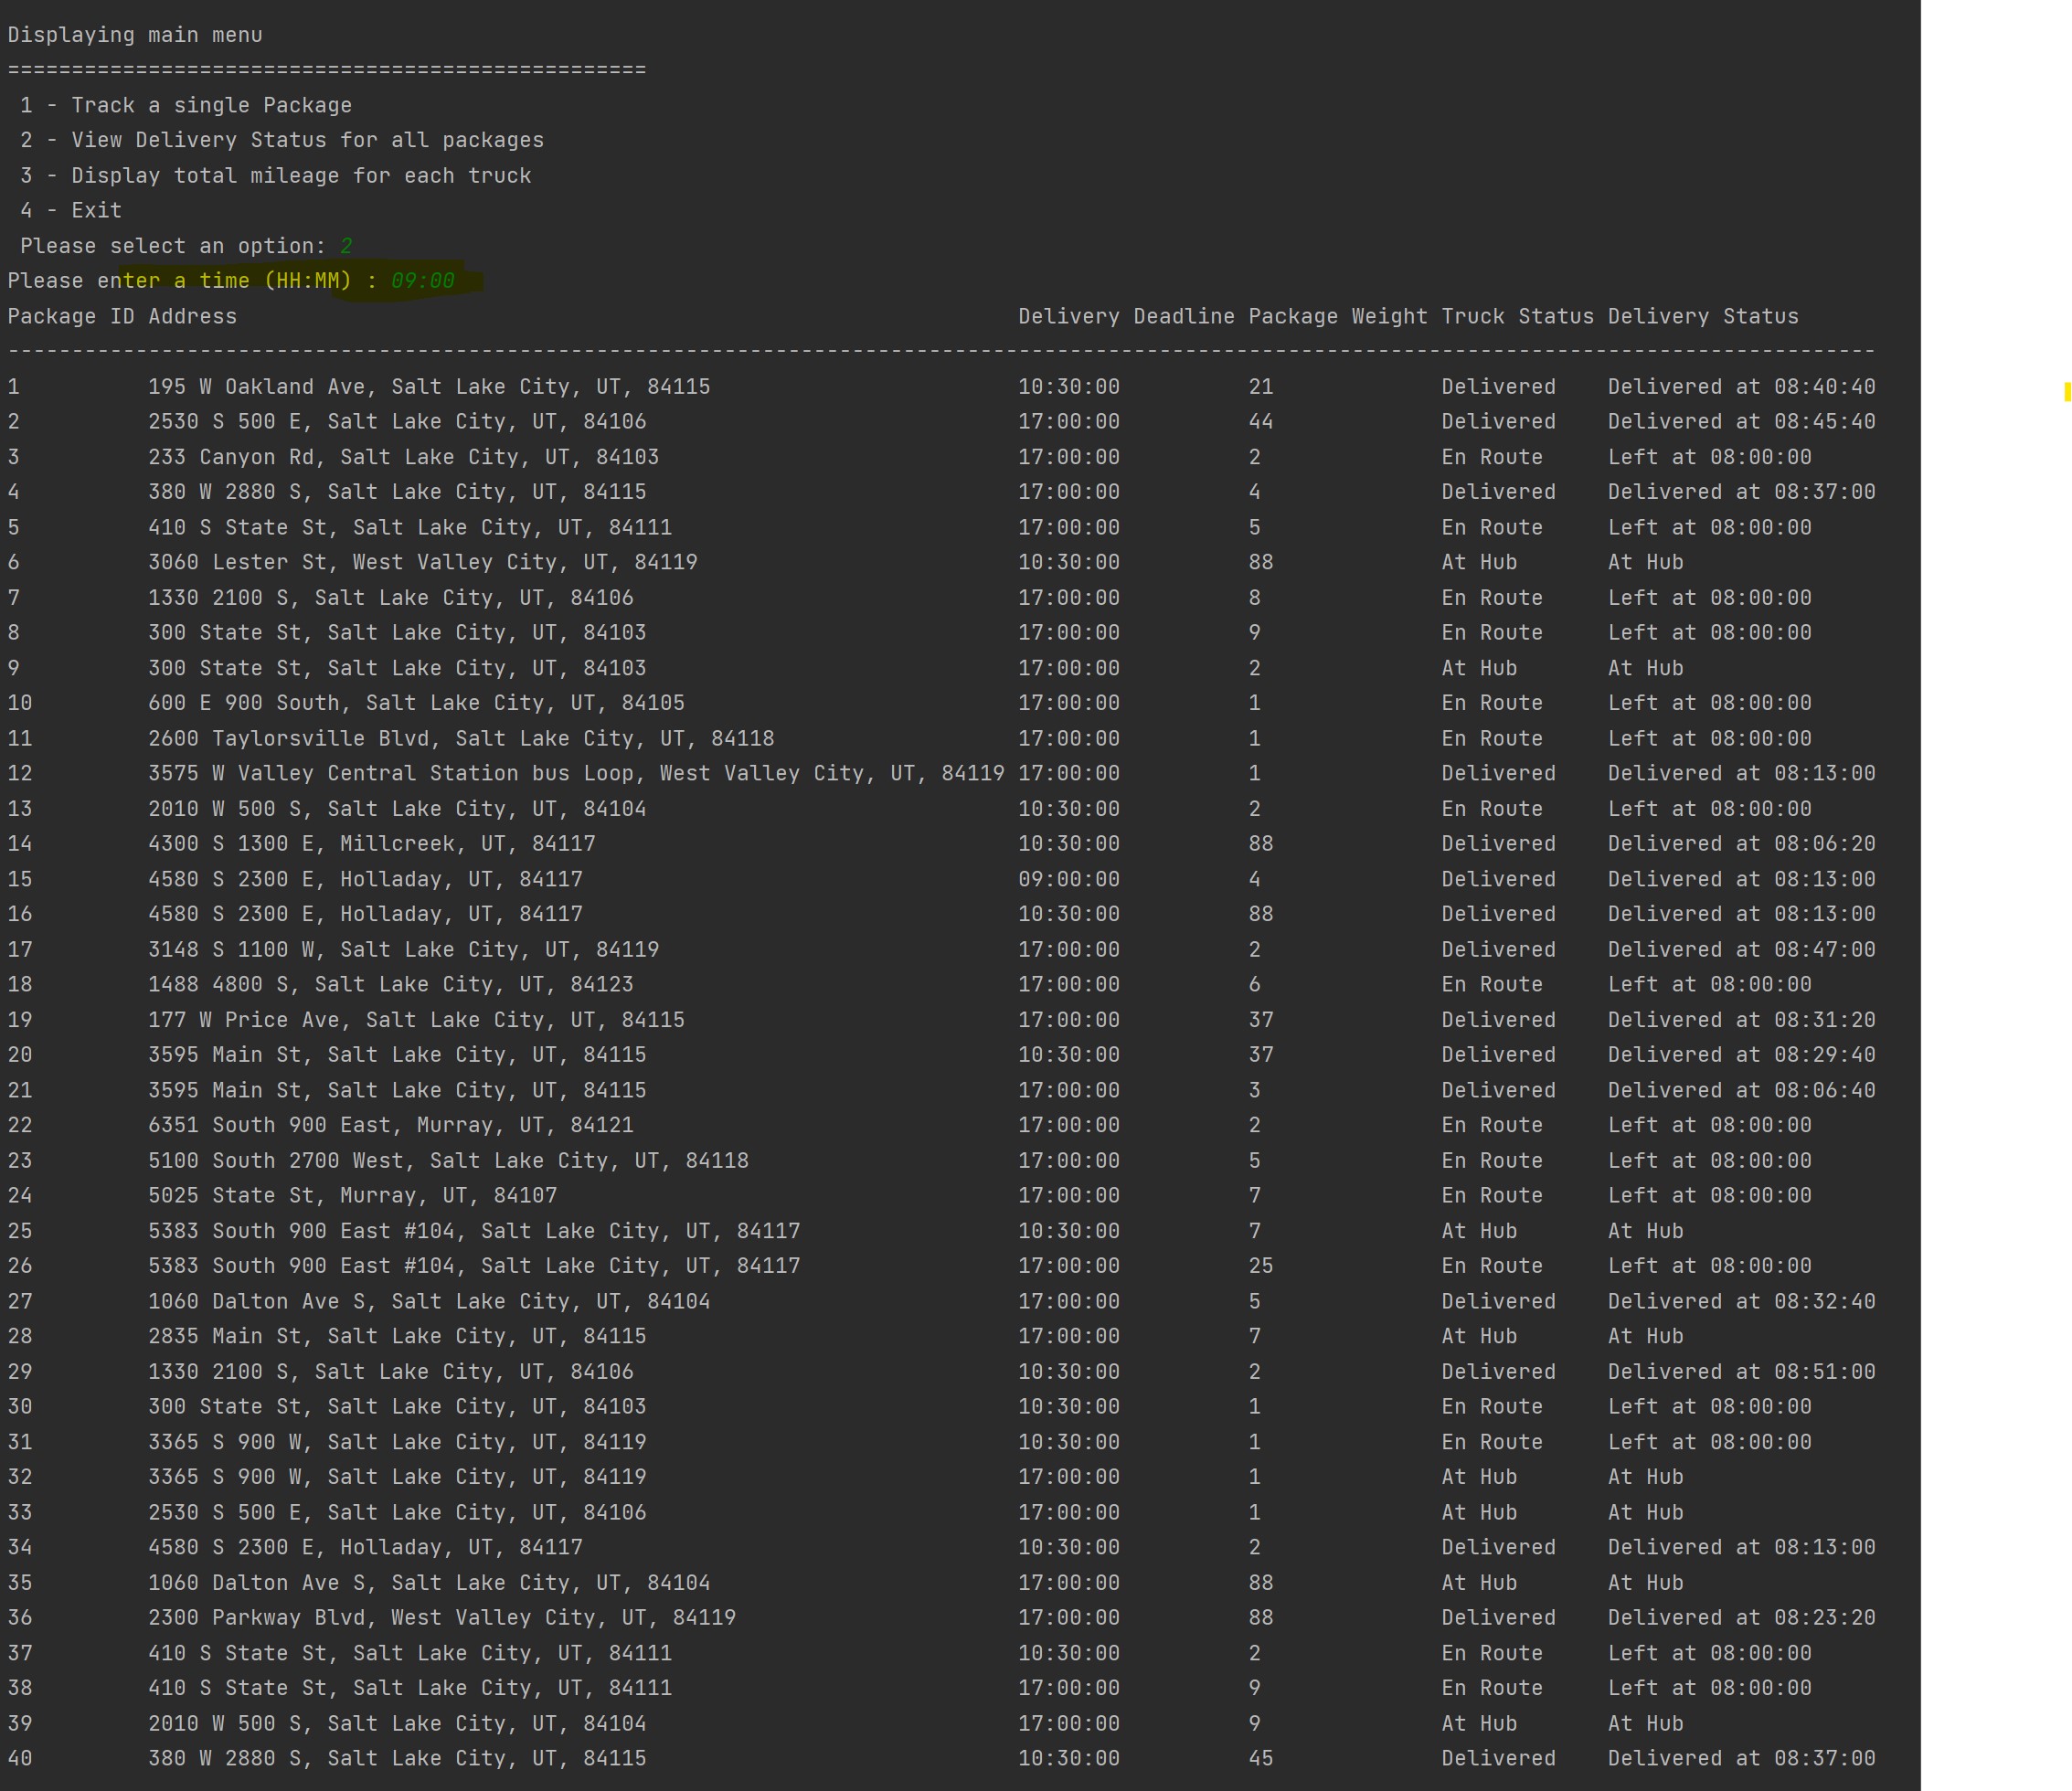 Displaying main menu
==================================================
1 - Track a single Package
2 - View Delivery Status for all packages
3 - Display total mileage for each truck
4 - Exit
Please select an option: 2
Please enter a time (HH:MM) : 09:00
Package ID Address Delivery Deadline Package Weight Truck Status Delivery Status
--------------------------------------------------------------------------------------------------------------------------------------------------
1 195 W Oakland Ave, Salt Lake City, UT, 84115 10:30:00 21 Delivered Delivered at 08:40:40
2 2530 S 500 E, Salt Lake City, UT, 84106 17:00:00 44 Delivered Delivered at 08:45:40
3 233 Canyon Rd, Salt Lake City, UT, 84103 17:00:00 2 En Route Left at 08:00:00
4 380 W 2880 S, Salt Lake City, UT, 84115 17:00:00 4 Delivered Delivered at 08:37:00
5 410 S State St, Salt Lake City, UT, 84111 17:00:00 5 En Route Left at 08:00:00
6 3060 Lester St, West Valley City, UT, 84119 10:30:00 88 At Hub At Hub
7 1330 2100 S, Salt Lake City, UT, 84106 17:00:00 8 En Route Left at 08:00:00
8 300 State St, Salt Lake City, UT, 84103 17:00:00 9 En Route Left at 08:00:00
9 300 State St, Salt Lake City, UT, 84103 17:00:00 2 At Hub At Hub
10 600 E 900 South, Salt Lake City, UT, 84105 17:00:00 1 En Route Left at 08:00:00
11 2600 Taylorsville Blvd, Salt Lake City, UT, 84118 17:00:00 1 En Route Left at 08:00:00
12 3575 W Valley Central Station bus Loop, West Valley City, UT, 84119 17:00:00 1 Delivered Delivered at 08:13:00
13 2010 W 500 S, Salt Lake City, UT, 84104 10:30:00 2 En Route Left at 08:00:00
14 4300 S 1300 E, Millcreek, UT, 84117 10:30:00 88 Delivered Delivered at 08:06:20
15 4580 S 2300 E, Holladay, UT, 84117 09:00:00 4 Delivered Delivered at 08:13:00
16 4580 S 2300 E, Holladay, UT, 84117 10:30:00 88 Delivered Delivered at 08:13:00
17 3148 S 1100 W, Salt Lake City, UT, 84119 17:00:00 2 Delivered Delivered at 08:47:00
18 1488 4800 S, Salt Lake City, UT, 84123 17:00:00 6 En Route Left at 08:00:00
19 177 W Price Ave, Salt Lake City, UT, 84115 17:00:00 37 Delivered Delivered at 08:31:20
20 3595 Main St, Salt Lake City, UT, 84115 10:30:00 37 Delivered Delivered at 08:29:40
21 3595 Main St, Salt Lake City, UT, 84115 17:00:00 3 Delivered Delivered at 08:06:40
22 6351 South 900 East, Murray, UT, 84121 17:00:00 2 En Route Left at 08:00:00
23 5100 South 2700 West, Salt Lake City, UT, 84118 17:00:00 5 En Route Left at 08:00:00
24 5025 State St, Murray, UT, 84107 17:00:00 7 En Route Left at 08:00:00
25 5383 South 900 East #104, Salt Lake City, UT, 84117 10:30:00 7 At Hub At Hub
26 5383 South 900 East #104, Salt Lake City, UT, 84117 17:00:00 25 En Route Left at 08:00:00
27 1060 Dalton Ave S, Salt Lake City, UT, 84104 17:00:00 5 Delivered Delivered at 08:32:40
28 2835 Main St, Salt Lake City, UT, 84115 17:00:00 7 At Hub At Hub
29 1330 2100 S, Salt Lake City, UT, 84106 10:30:00 2 Delivered Delivered at 08:51:00
30 300 State St, Salt Lake City, UT, 84103 10:30:00 1 En Route Left at 08:00:00
31 3365 S 900 W, Salt Lake City, UT, 84119 10:30:00 1 En Route Left at 08:00:00
32 3365 S 900 W, Salt Lake City, UT, 84119 17:00:00 1 At Hub At Hub
33 2530 S 500 E, Salt Lake City, UT, 84106 17:00:00 1 At Hub At Hub
34 4580 S 2300 E, Holladay, UT, 84117 10:30:00 2 Delivered Delivered at 08:13:00
35 1060 Dalton Ave S, Salt Lake City, UT, 84104 17:00:00 88 At Hub At Hub
36 2300 Parkway Blvd, West Valley City, UT, 84119 17:00:00 88 Delivered Delivered at 08:23:20
37 410 S State St, Salt Lake City, UT, 84111 10:30:00 2 En Route Left at 08:00:00
38 410 S State St, Salt Lake City, UT, 84111 17:00:00 9 En Route Left at 08:00:00
39 2010 W 500 S, Salt Lake City, UT, 84104 17:00:00 9 At Hub At Hub
40 380 W 2880 S, Salt Lake City, UT, 84115 10:30:00 45 Delivered Delivered at 08:37:00